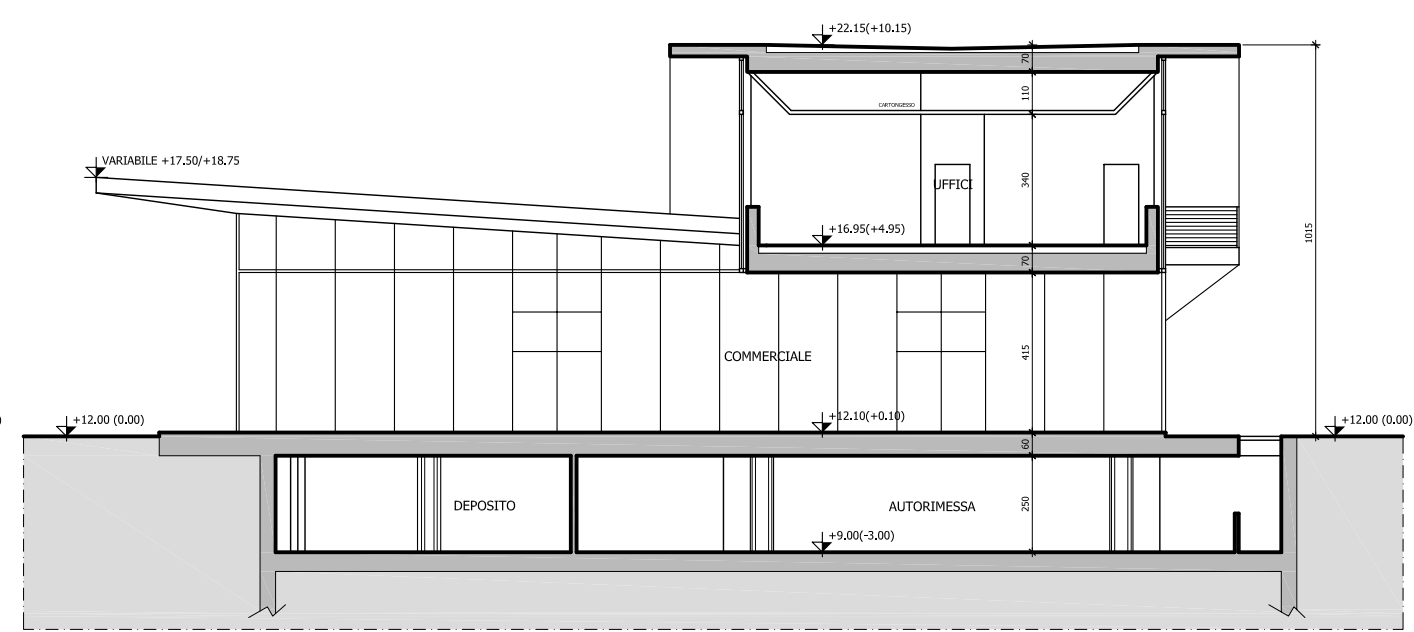 +22.15(+10.15)
70
110
CARTONGESSO
VARIABILE +17.50/+18.75
UFFICI
340
1015
+16.95(+4.95)
70
COMMERCIALE
415
+12.00 (0.00)
+12.10(+0.10)
+12.00 (0.00)
60
DEPOSITO
AUTORIMESSA
250
+9.00(-3.00)